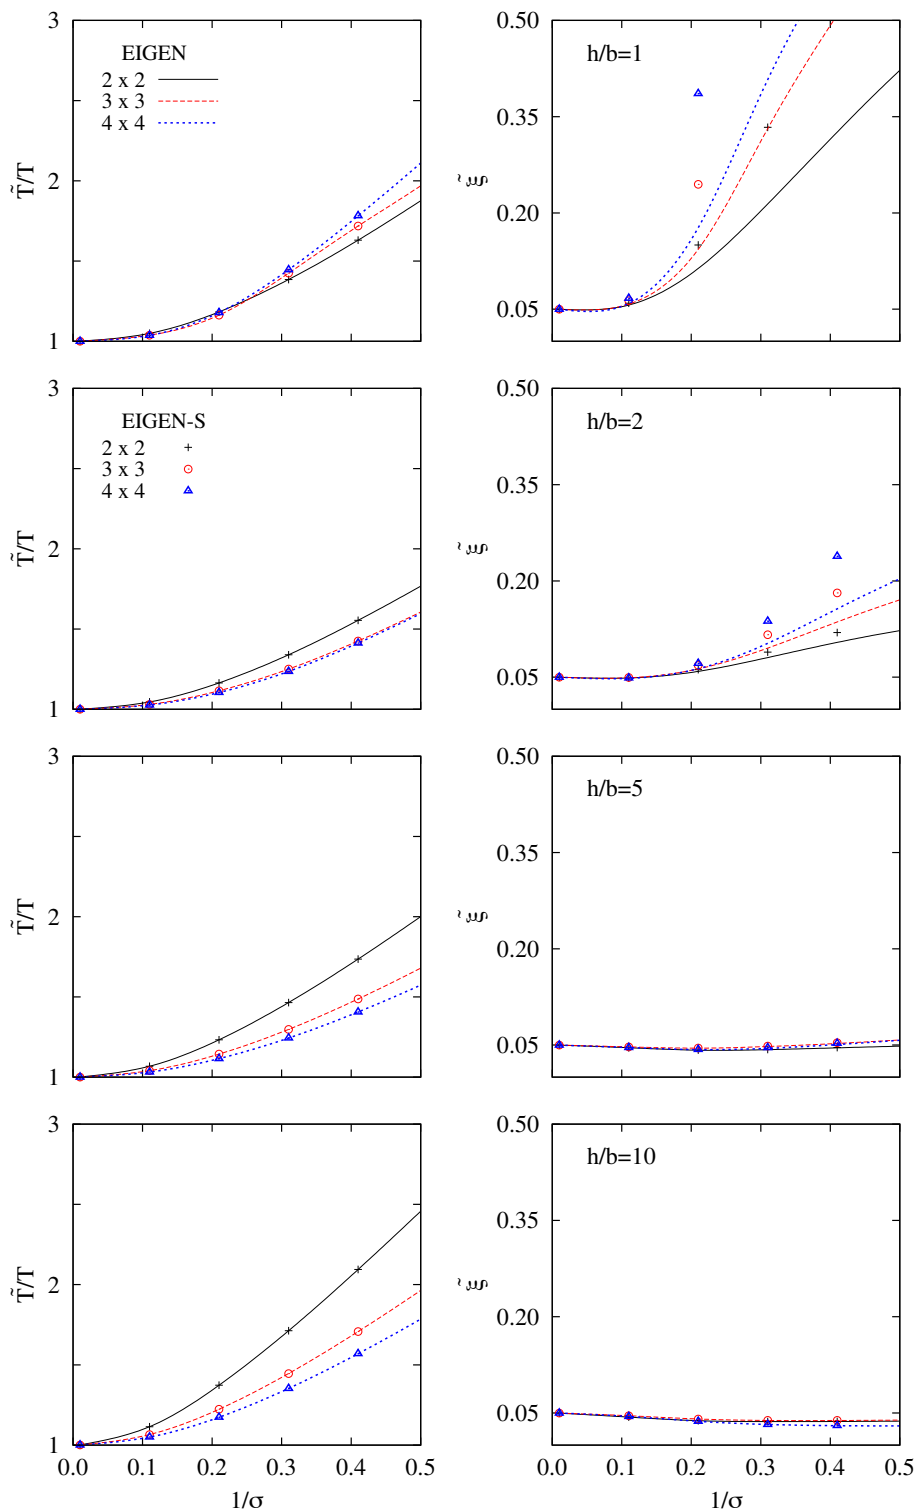 3
2
1
T̃/T
EIGEN
2 x 2
3 x 3
4 x 4
0.50
0.35
0.20
0.05
ξ̃
h/b=1
3
2
1
T̃/T
EIGEN-S
2 x 2
3 x 3
4 x 4
0.50
0.35
0.20
0.05
ξ̃
h/b=2
3
2
1
T̃/T
0.50
0.35
0.20
0.05
ξ̃
h/b=5
3
2
1
T̃/T
0.0 0.1 0.2 0.3 0.4 0.5
1/σ
0.50
0.35
0.20
0.05
ξ̃
h/b=10
0.0 0.1 0.2 0.3 0.4 0.5
1/σ